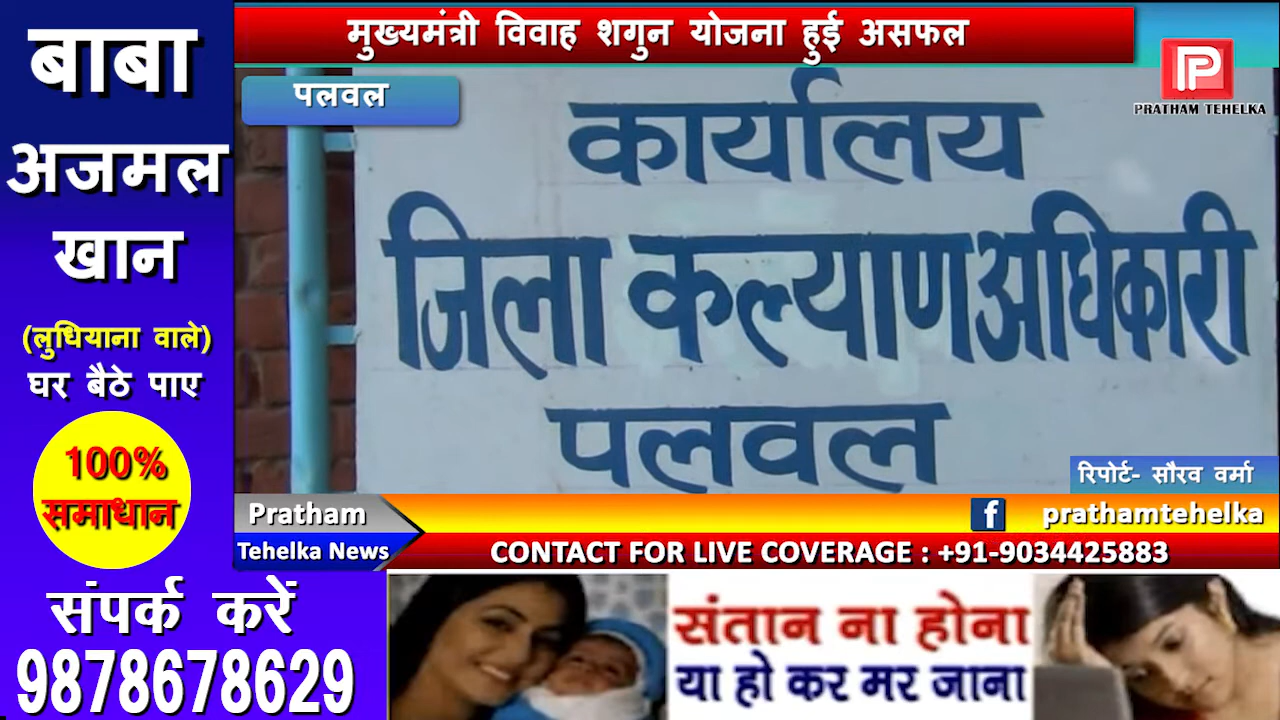 बाबा
अजमल
खान
(लुधियाना वाले)
घर बैठे पाए
100%
समाधान
संपर्क करें
9878678629
मुख्यमंत्री विवाह शगुन योजना हुई असफल
पलवल
P
PRATHAM TEHELKA
कार्यालय
जिला कल्याण अधिकारी
पलवल
रिपोर्ट- सौरव वर्मा
Pratham
Tehelka News
f prathamtehelka
CONTACT FOR LIVE COVERAGE : +91-9034425883
संतान ना होना
या हो कर मर जाना